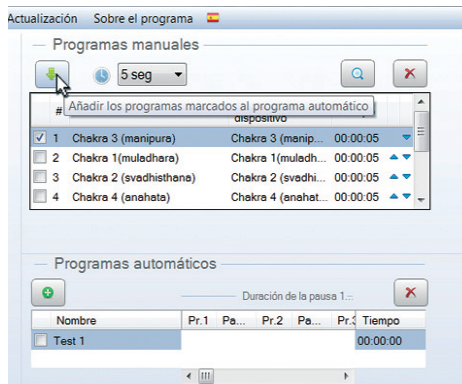 Actualización Sobre el programa
Programas manuales
5 seg
Añadir los programas marcados al programa automático
# dispositivo
1 Chakra 3 (manipura) Chakra 3 (manip... 00:00:05
2 Chakra 1(muladhara) Chakra 1(muladh... 00:00:05
3 Chakra 2 (svadhisthana) Chakra 2 (svadhi... 00:00:05
4 Chakra 4 (anahata) Chakra 4 (anahat... 00:00:05
Programas automáticos
Duración de la pausa 1...
Nombre Pr.1 Pa... Pr.2 Pa... Pr.3 Tiempo
Test 1 00:00:00